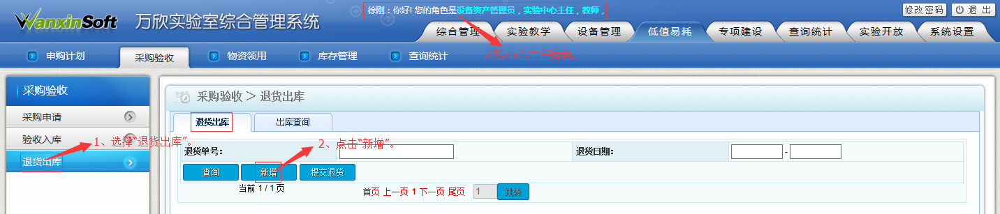 WanxinSoft 万欣实验室综合管理系统
徐刚：你好! 您的角色是设备资产管理员，实验中心主任，教师，
修改密码 退 出
综合管理 实验教学 设备管理 低值易耗 专项建设 查询统计 实验开放 系统设置
申购计划 采购验收 物资领用 库存管理 查询统计
采购验收
采购申请
验收入库
退货出库
1、选择“退货出库”。
采购验收 > 退货出库
退货出库 出库查询
2、点击“新增”。
退货单号： 退货日期： -
查询 新增 提交退货
当前 1 / 1 页
首页 上一页 1 下一页 尾页 1 跳转